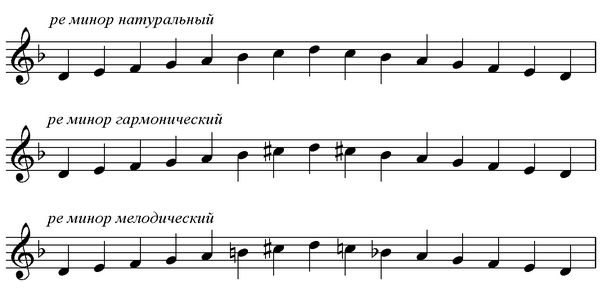 ре минор натуральный
ре минор гармонический
ре минор мелодический